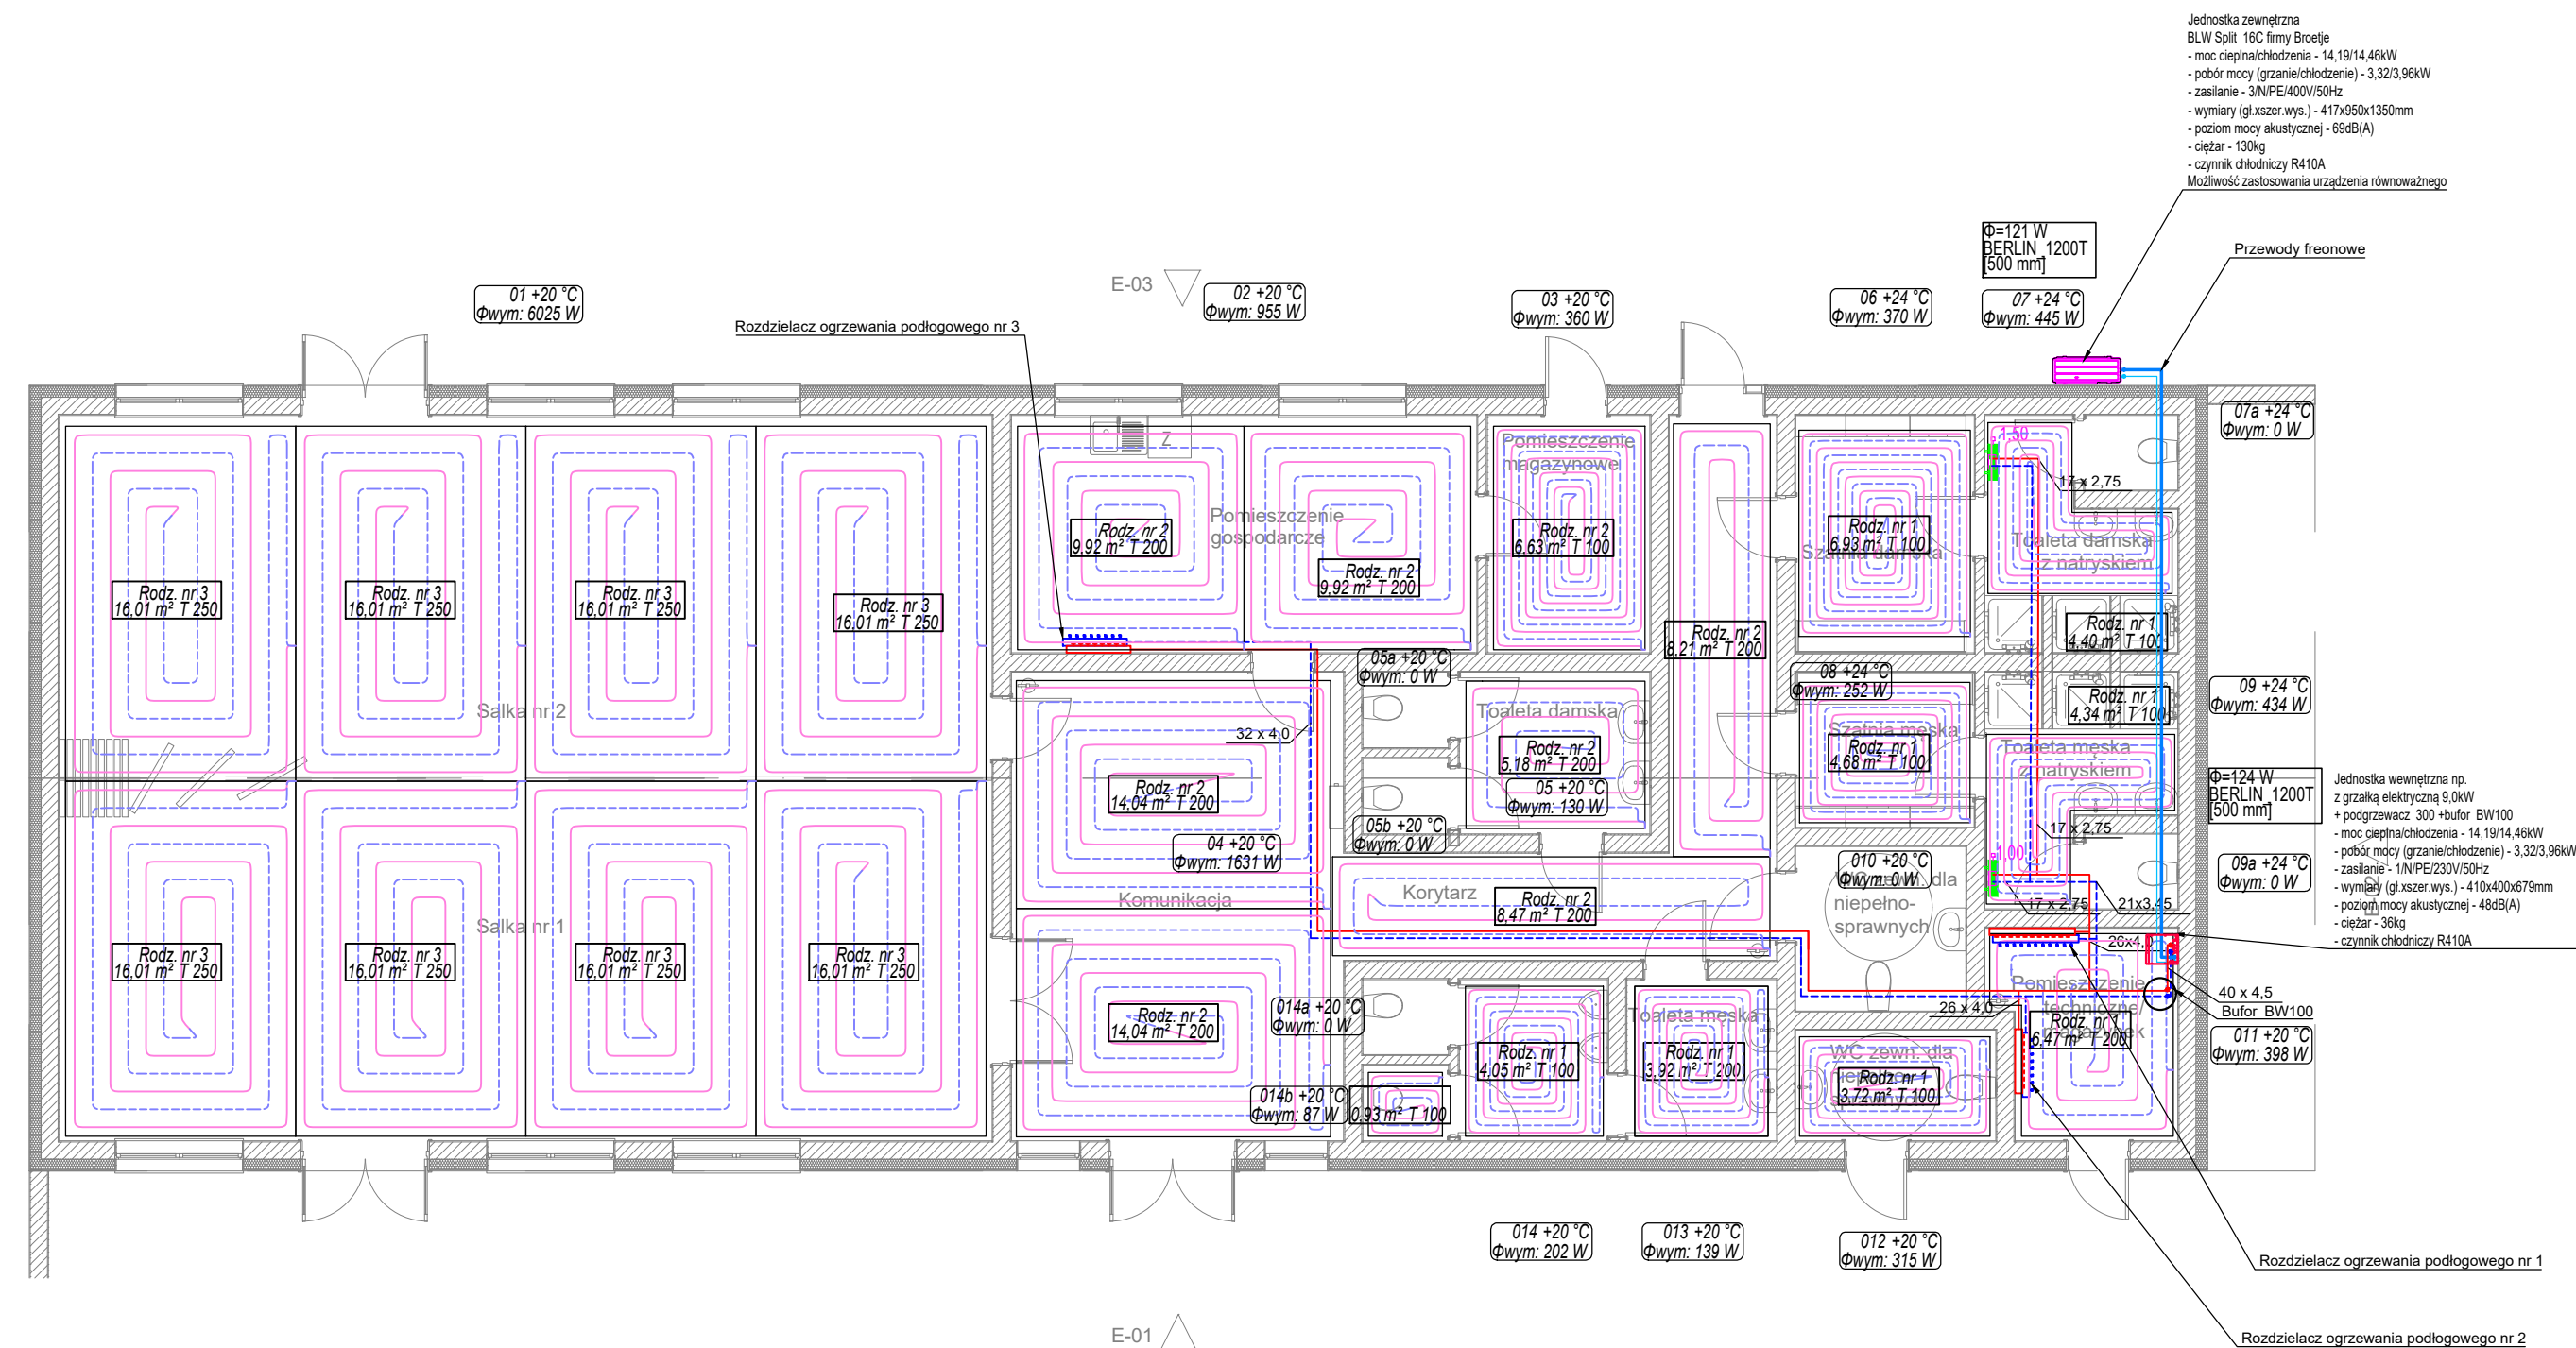 Jednostka zewnętrzna
BLW Split 16C firmy Broetje
- moc cieplna/chłodzenia - 14,19/14,46kW
- pobór mocy (grzanie/chłodzenie) - 3,32/3,96kW
- zasilanie - 3/N/PE/400V/50Hz
- wymiary (gł.xszer.wys.) - 417x950x1350mm
- poziom mocy akustycznej - 69dB(A)
- ciężar - 130kg
- czynnik chłodniczy R410A
Możliwość zastosowania urządzenia równoważnego
Φ=121 W
BERLIN_1200T
[500 mm]
Przewody freonowe
E-03
01 +20 °C
Φwym: 6025 W
02 +20 °C
Φwym: 955 W
03 +20 °C
Φwym: 360 W
06 +24 °C
Φwym: 370 W
07 +24 °C
Φwym: 445 W
Rozdzielacz ogrzewania podłogowego nr 3
07a +24 °C
Φwym: 0 W
1,50
Z
Pomieszczenie
magazynowe
17 x 2,75
Pomieszczenie
gospodarcze
Rodz. nr 2
9,92 m² T 200
Rodz. nr 2
9,92 m² T 200
Rodz. nr 2
6,63 m² T 100
Rodz. nr 1
6,93 m² T 100
Toaleta damska
z natryskiem
Rodz. nr 3
16,01 m² T 250
Rodz. nr 3
16,01 m² T 250
Rodz. nr 3
16,01 m² T 250
Rodz. nr 3
16,01 m² T 250
Rodz. nr 2
8,21 m² T 200
Rodz. nr 1
4,40 m² T 100
05a +20 °C
Φwym: 0 W
08 +24 °C
Φwym: 252 W
Rodz. nr 1
4,34 m² T 100
09 +24 °C
Φwym: 434 W
Salka nr 2
Toaleta damska
Szatnia męska
Toaleta męska
z natryskiem
32 x 4,0
Rodz. nr 2
5,18 m² T 200
Rodz. nr 1
4,68 m² T 100
05 +20 °C
Φwym: 130 W
Rodz. nr 2
14,04 m² T 200
Φ=124 W
BERLIN_1200T
[500 mm]
Jednostka wewnętrzna np.
z grzałką elektryczną 9,0kW
+ podgrzewacz 300 +bufor BW100
- moc cieplna/chłodzenia - 14,19/14,46kW
- pobór mocy (grzanie/chłodzenie) - 3,32/3,96kW
- zasilanie - 1/N/PE/230V/50Hz
- wymiary (gł.xszer.wys.) - 410x400x679mm
- poziom mocy akustycznej - 48dB(A)
- ciężar - 36kg
- czynnik chłodniczy R410A
05b +20 °C
Φwym: 0 W
17 x 2,75
04 +20 °C
Φwym: 1631 W
1,00
010 +20 °C
Φwym: 0 W
09a +24 °C
Φwym: 0 W
dla
niepełno-
sprawnych
Komunikacja
Korytarz
Rodz. nr 2
8,47 m² T 200
17 x 2,75
21x3,45
Salka nr 1
Rodz. nr 3
16,01 m² T 250
Rodz. nr 3
16,01 m² T 250
Rodz. nr 3
16,01 m² T 250
Rodz. nr 3
16,01 m² T 250
Pomieszczenie
techniczne/
40 x 4,5
Bufor BW100
26 x 4,0
014a +20 °C
Φwym: 0 W
Rodz. nr 2
14,04 m² T 200
Toaleta męska
Rodz. nr 1
6,47 m² T 200
011 +20 °C
Φwym: 398 W
Rodz. nr 1
4,05 m² T 100
Rodz. nr 1
3,92 m² T 200
WC zewn. dla
Rodz. nr 1
3,72 m² T 100
014b +20 °C
Φwym: 87 W
0,93 m² T 100
014 +20 °C
Φwym: 202 W
013 +20 °C
Φwym: 139 W
012 +20 °C
Φwym: 315 W
Rozdzielacz ogrzewania podłogowego nr 1
E-01
Rozdzielacz ogrzewania podłogowego nr 2